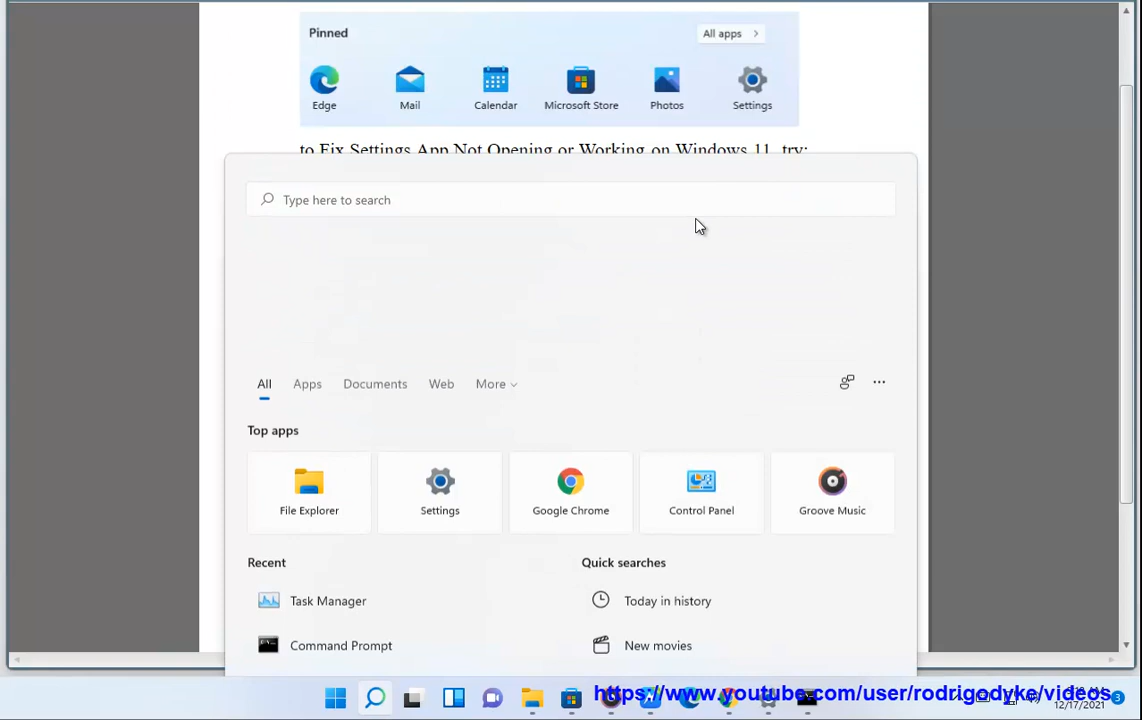 Pinned
All apps >
Edge Mail Calendar Microsoft Store Photos Settings
to Fix Settings App Not Opening or Working on Windows 11, try:
Type here to search
All Apps Documents Web More
Top apps
File Explorer Settings Google Chrome Control Panel Groove Music
Recent Quick searches
Task Manager Today in history
Command Prompt New movies
https://www.youtube.com/user/rodrigedyke/videos
12/17/2021 3